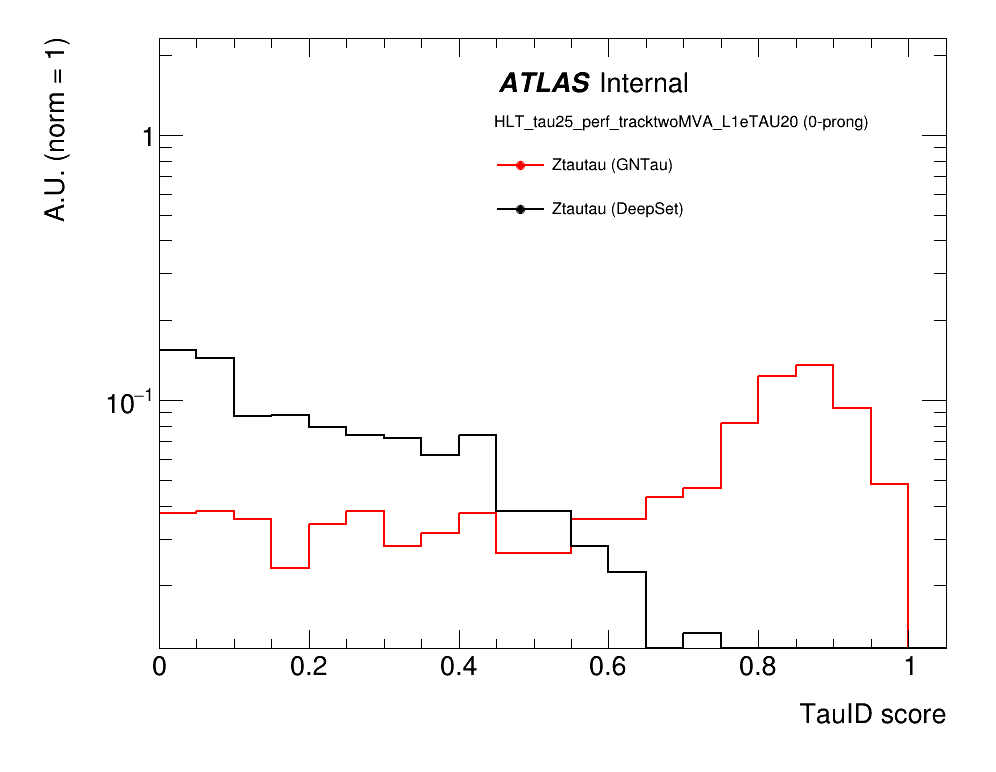 A.U. (norm = 1)
ATLAS Internal
HLT_tau25_perf_tracktwoMVA_L1eTAU20 (0-prong)
Ztautau (GNTau)
Ztautau (DeepSet)
1
10⁻¹
0 0.2 0.4 0.6 0.8 1
TauID score